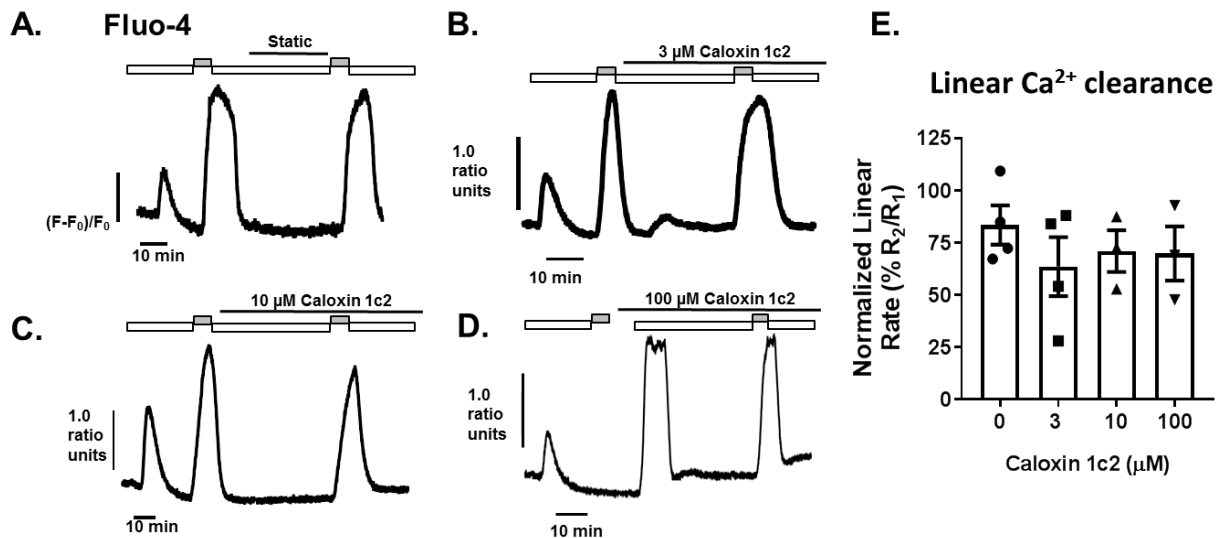 A. Fluo-4
Static
(F-F₀)/F₀
10 min
B.
3 µM Caloxin 1c2
1.0
ratio
units
10 min
C.
10 µM Caloxin 1c2
1.0
ratio
units
10 min
D.
100 µM Caloxin 1c2
1.0
ratio
units
10 min
E.
Linear Ca²⁺ clearance
Normalized Linear
Rate (% R₂/R₁)
125
100
75
50
25
0
0 3 10 100
Caloxin 1c2 (µM)